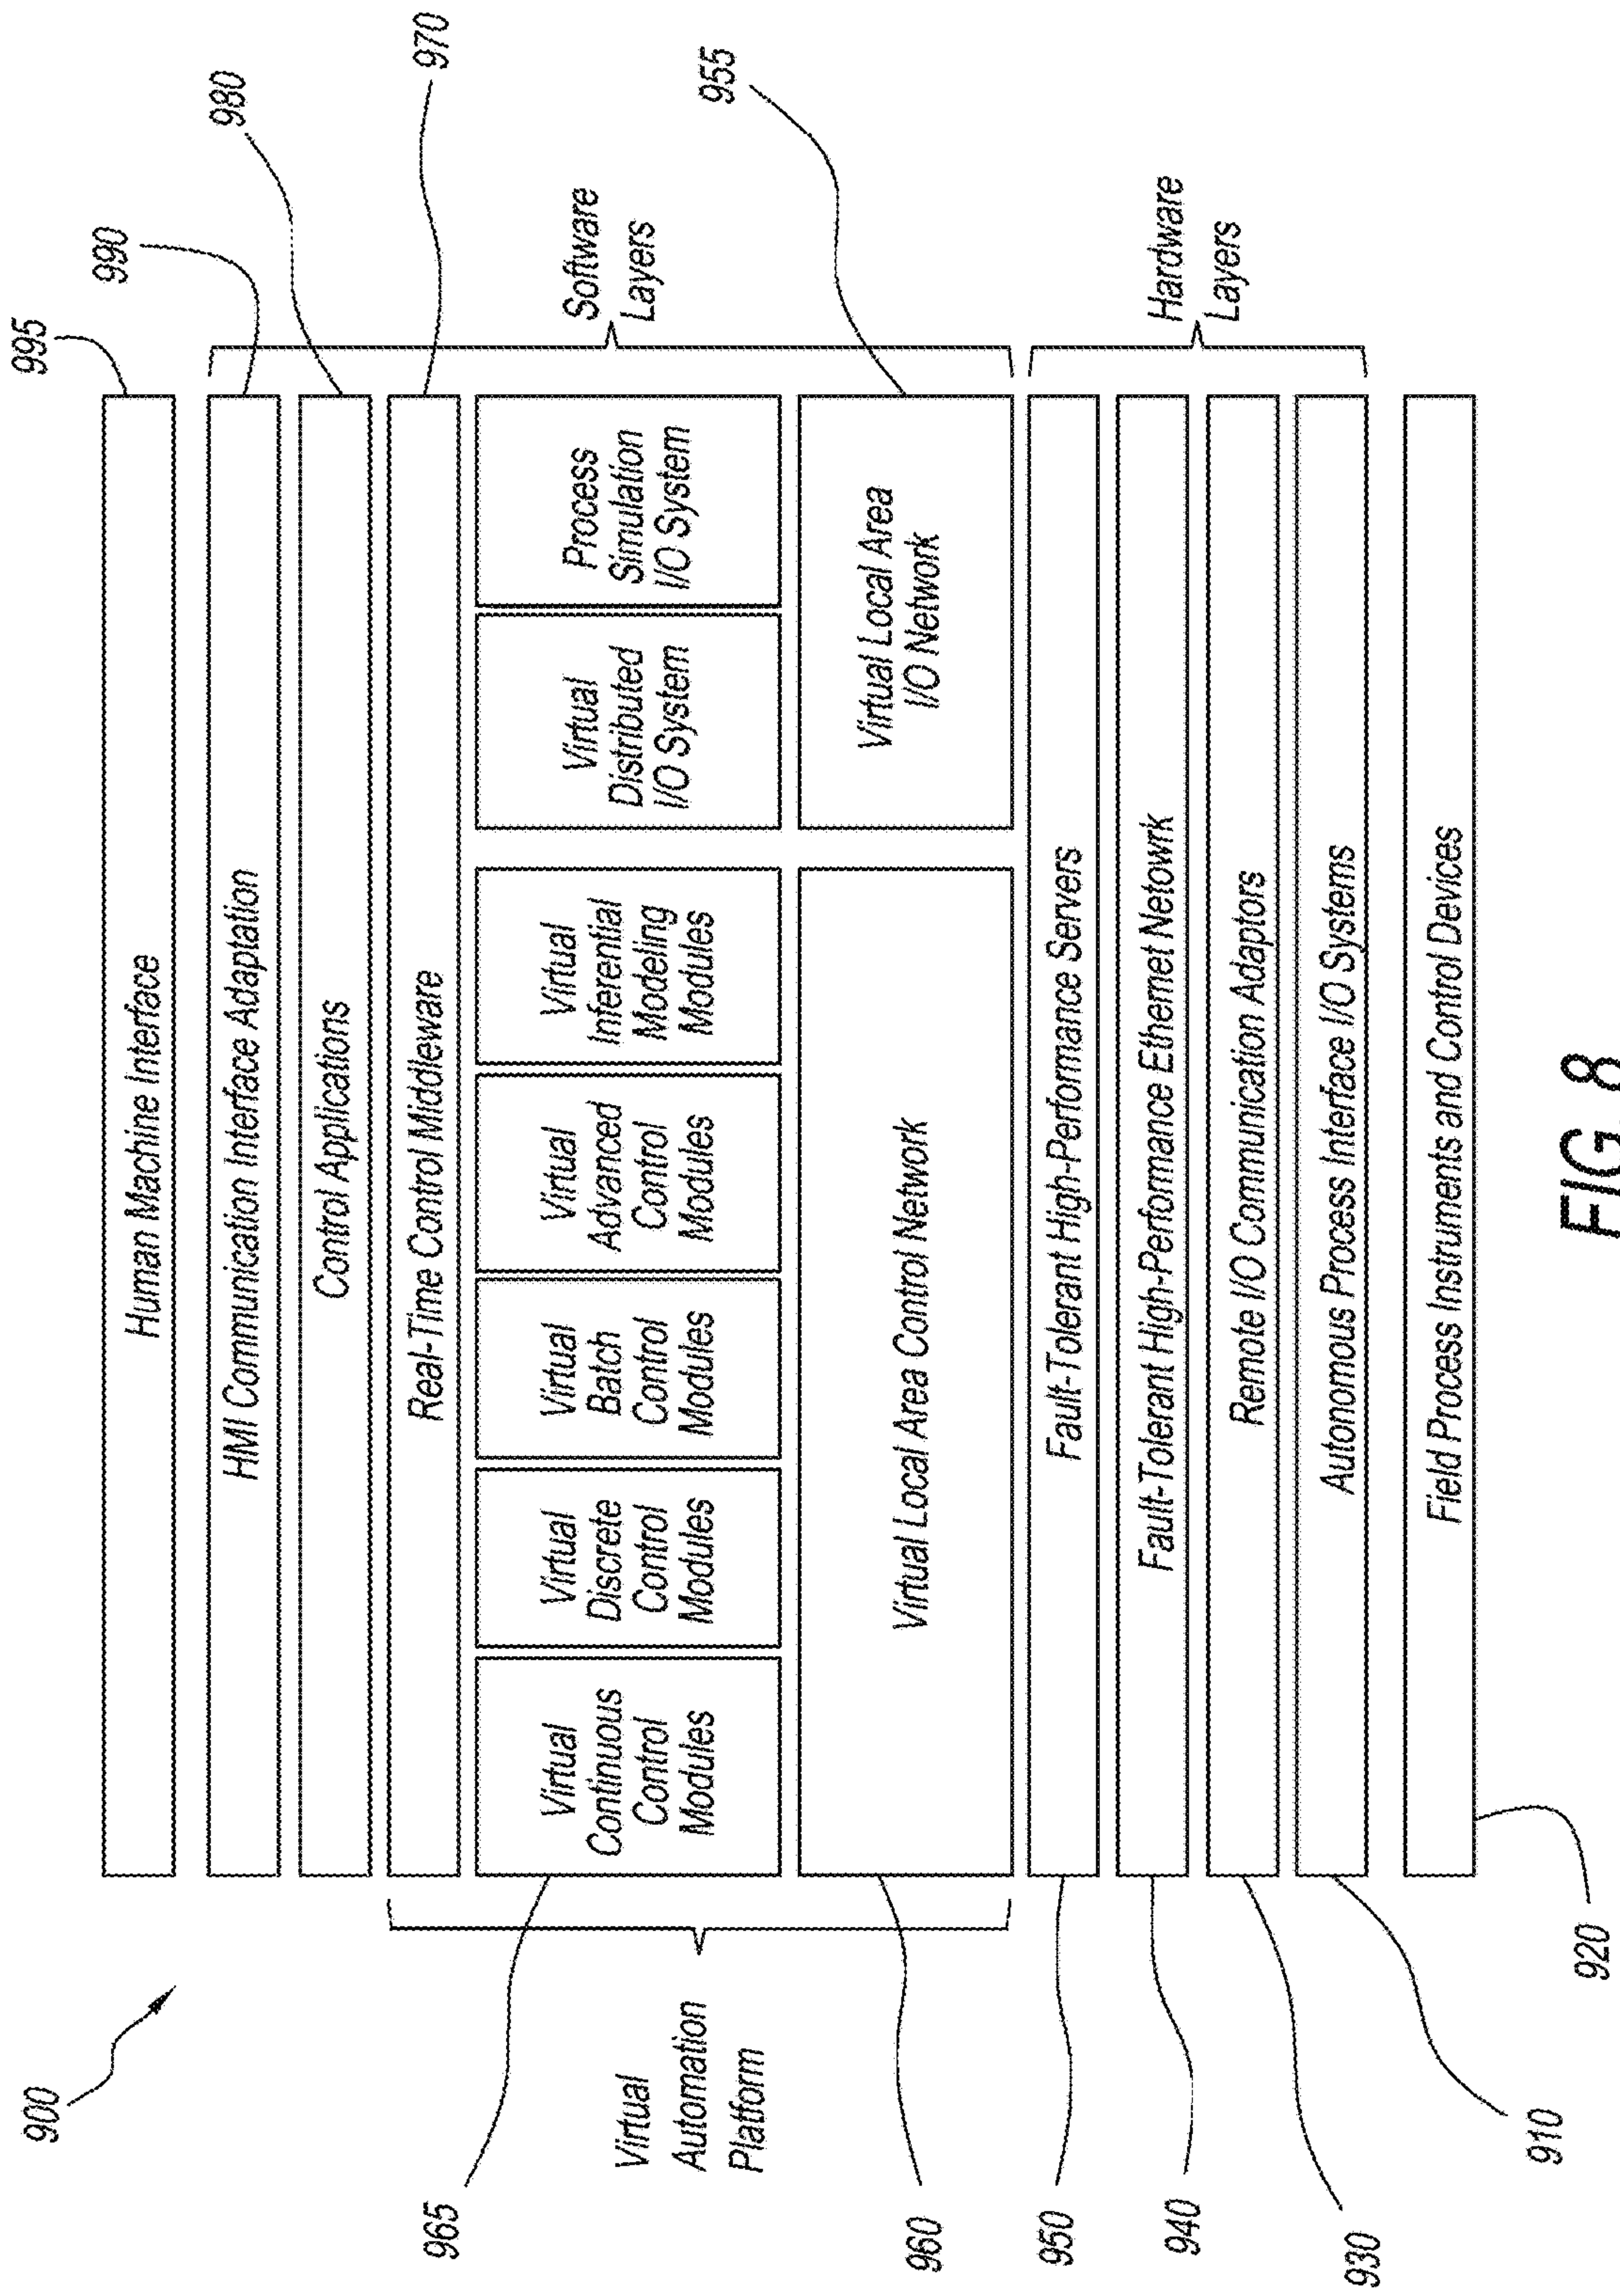 900
995
Human Machine Interface
990
HMI Communication Interface Adaptation
980
Control Applications
970
Real-Time Control Middleware
Virtual
Automation
Platform
Software
Layers
965
Virtual
Continuous
Control
Modules
Virtual
Discrete
Control
Modules
Virtual
Batch
Control
Modules
Virtual
Advanced
Control
Modules
Virtual
Inferential
Modeling
Modules
Virtual
Distributed
I/O System
Process
Simulation
I/O System
960
Virtual Local Area Control Network
Virtual Local Area
I/O Network
955
950
Fault-Tolerant High-Performance Servers
Hardware
Layers
940
Fault-Tolerant High-Performance Ethernet Netowrk
930
Remote I/O Communication Adaptors
910
Autonomous Process Interface I/O Systems
920
Field Process Instruments and Control Devices
FIG. 8